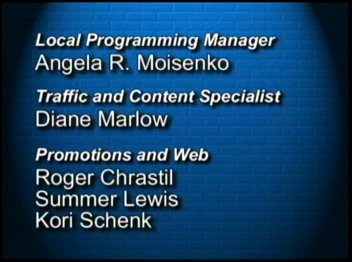 Local Programming Manager
Angela R. Moisenko
Traffic and Content Specialist
Diane Marlow
Promotions and Web
Roger Chrastil
Summer Lewis
Kori Schenk